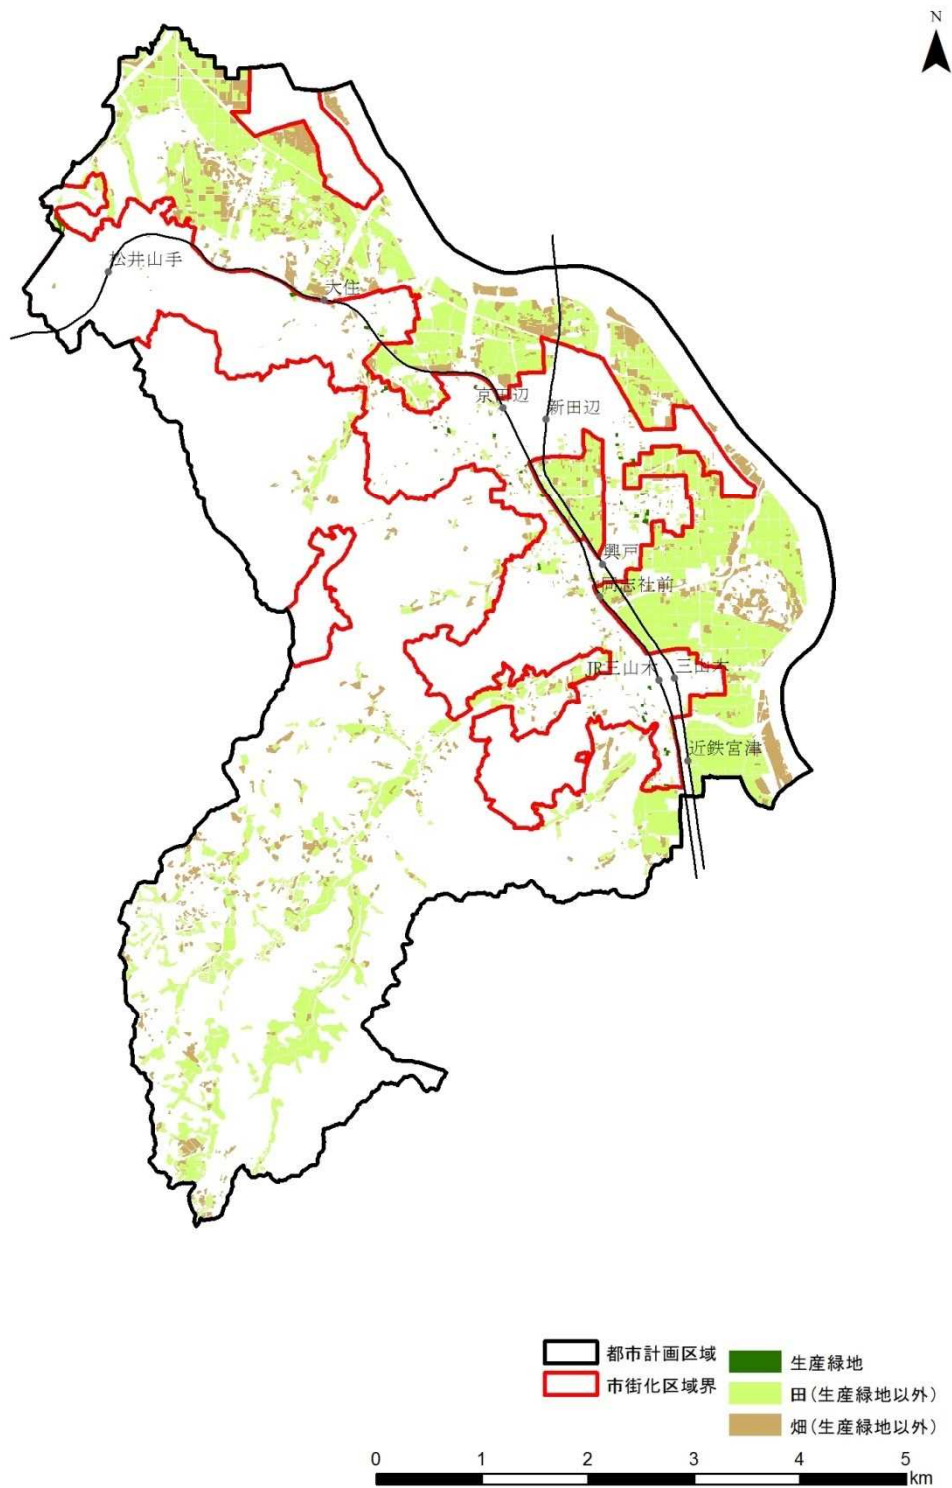 N
松井山手
大住
京田辺
新田辺
興戸
同志社前
JR三山木
三山木
近鉄宮津
都市計画区域
市街化区域界
生産緑地
田(生産緑地以外)
畑(生産緑地以外)
0 1 2 3 4 5
km